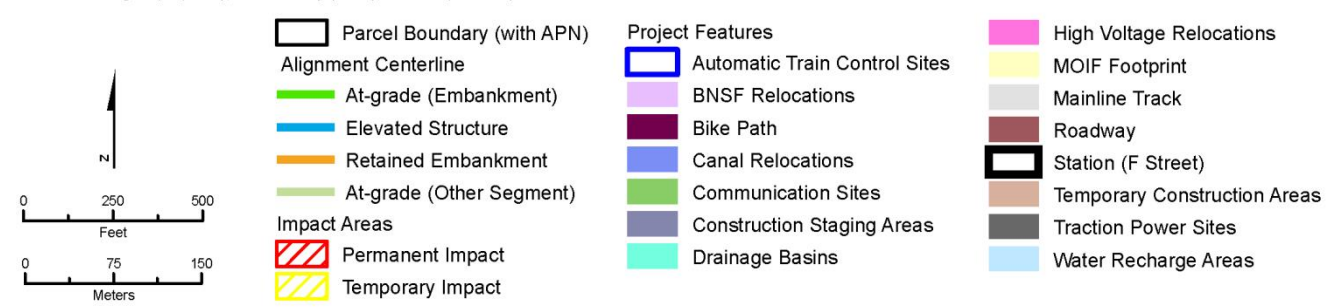 Parcel Boundary (with APN)
Alignment Centerline
At-grade (Embankment)
Elevated Structure
Retained Embankment
At-grade (Other Segment)
Impact Areas
Permanent Impact
Temporary Impact
Project Features
Automatic Train Control Sites
BNSF Relocations
Bike Path
Canal Relocations
Communication Sites
Construction Staging Areas
Drainage Basins
High Voltage Relocations
MOIF Footprint
Mainline Track
Roadway
Station (F Street)
Temporary Construction Areas
Traction Power Sites
Water Recharge Areas
N
0 250 500
Feet
0 75 150
Meters